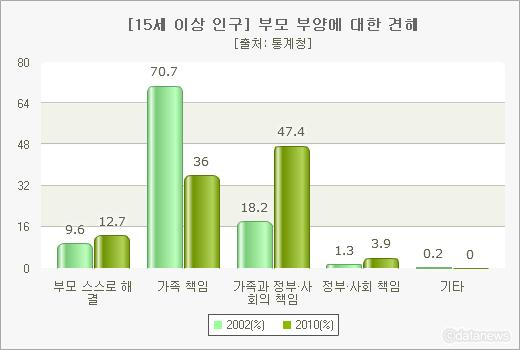 [15세 이상 인구] 부모 부양에 대한 견해
[출처: 통계청]
80
64
48
32
16
0
9.6
12.7
70.7
36
18.2
47.4
1.3
3.9
0.2
0
부모 스스로 해
결
가족 책임
가족과 정부·사
회의 책임
정부·사회 책임
기타
2002(%)
2010(%)
©datanews